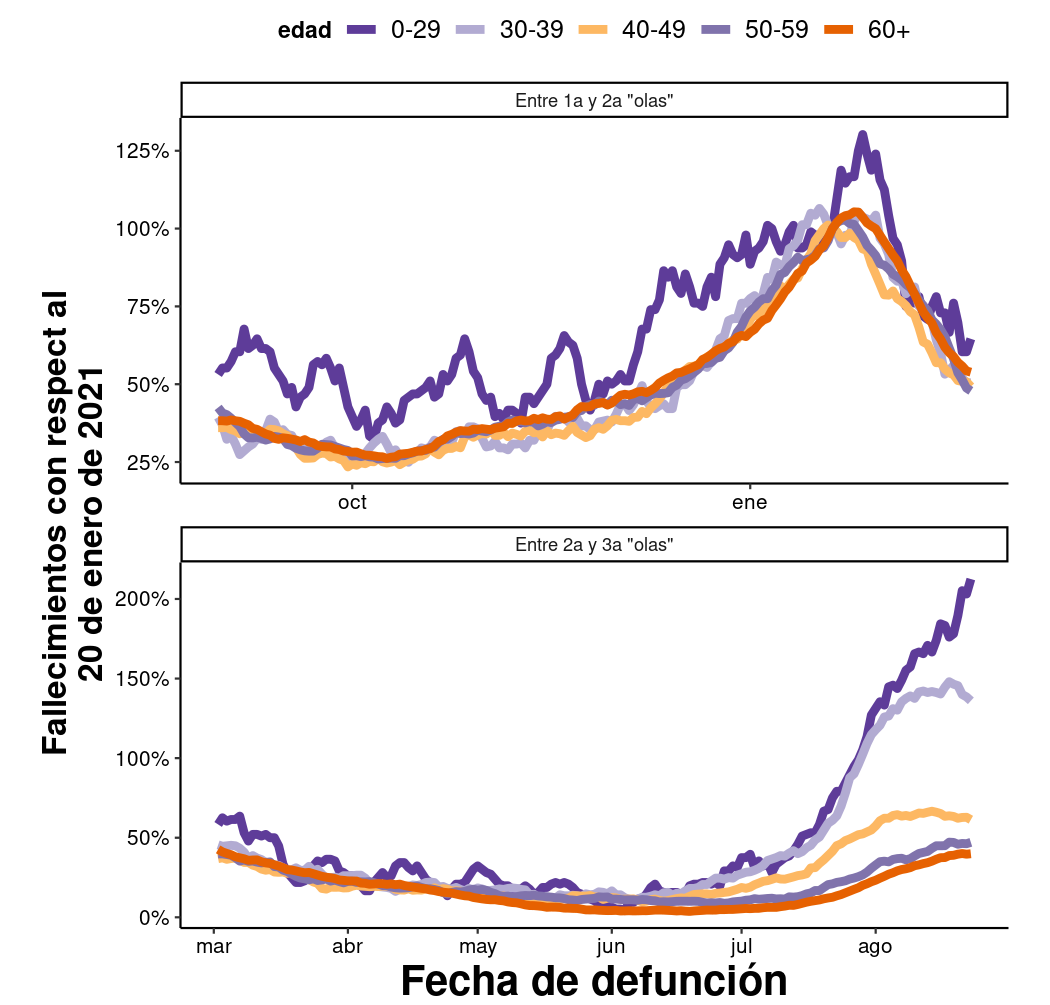 edad 0-29 30-39 40-49 50-59 60+
Entre 1a y 2a "olas"
125%
100%
75%
50%
25%
oct ene
Fallecimientos con respect al
20 de enero de 2021
Entre 2a y 3a "olas"
200%
150%
100%
50%
0%
mar abr may jun jul ago
Fecha de defunción